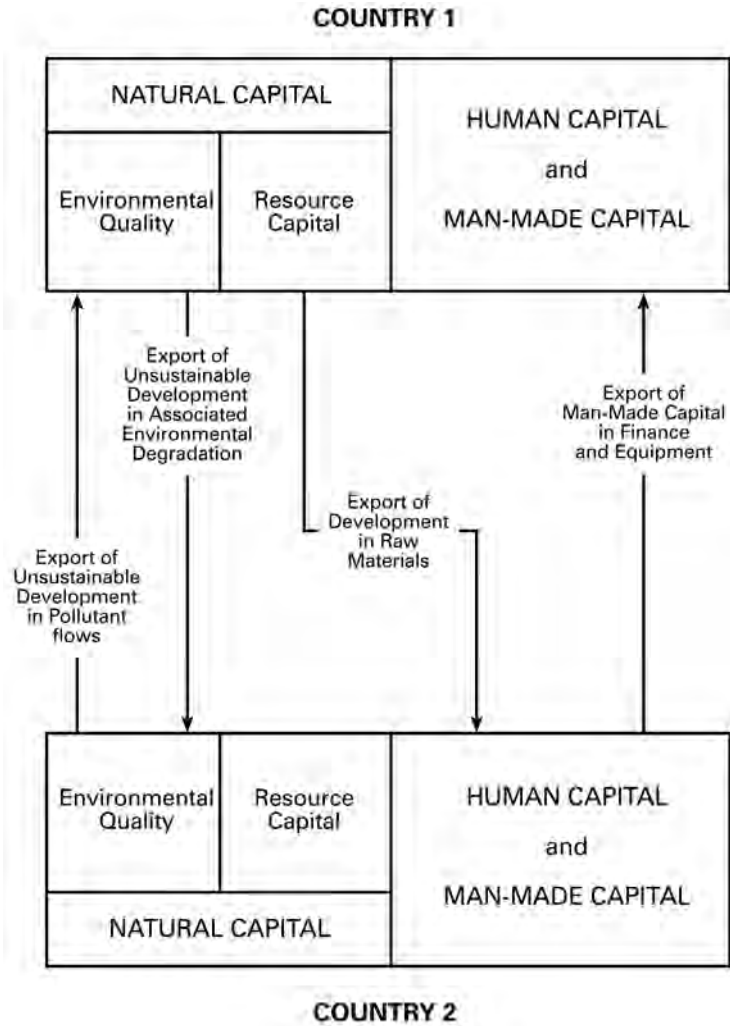 COUNTRY 1
NATURAL CAPITAL
Environmental
Quality
Resource
Capital
HUMAN CAPITAL
and
MAN-MADE CAPITAL
Export of
Unsustainable
Development
in Associated
Environmental
Degradation
Export of
Man-Made Capital
in Finance
and Equipment
Export of
Development
in Raw
Materials
Export of
Unsustainable
Development
in Pollutant
flows
Environmental
Quality
Resource
Capital
NATURAL CAPITAL
HUMAN CAPITAL
and
MAN-MADE CAPITAL
COUNTRY 2